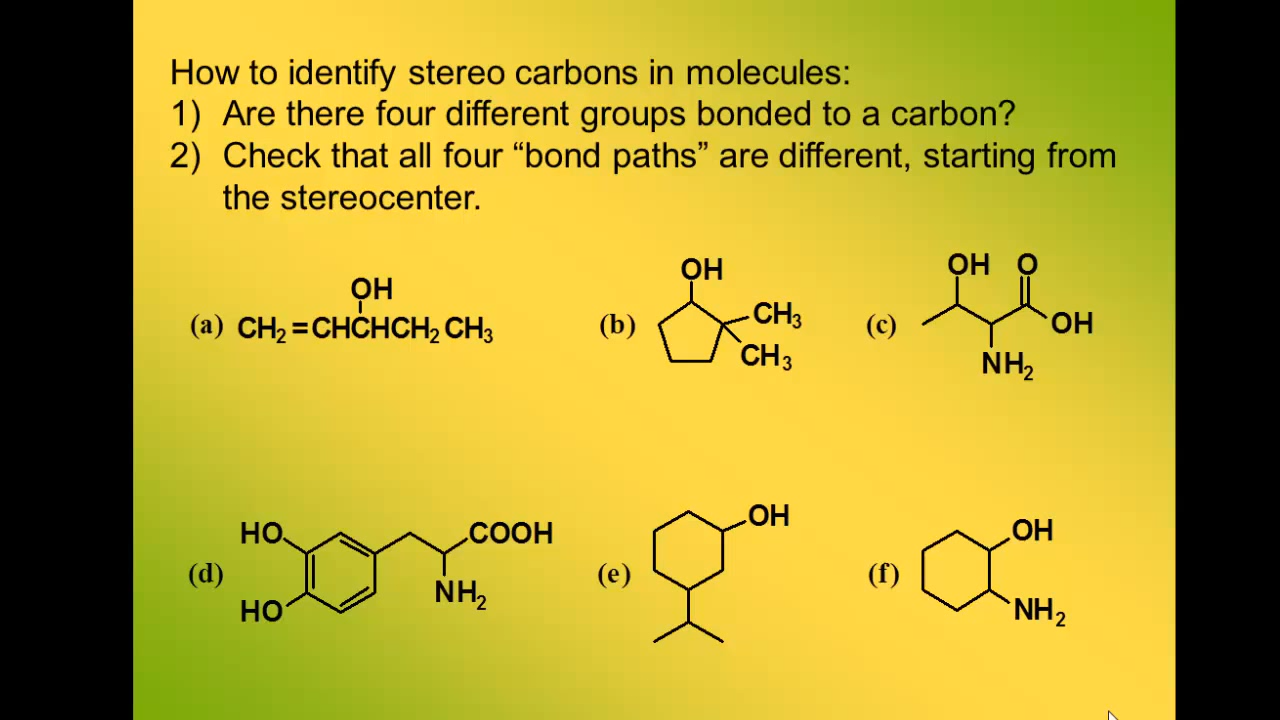 How to identify stereo carbons in molecules:
1) Are there four different groups bonded to a carbon?
2) Check that all four “bond paths” are different, starting from
the stereocenter.
OH
(a) CH2=CHCHCH2CH3
OH
(b) CH3
CH3
OH O
(c) OH
NH2
HO COOH
(d) NH2
HO
OH
(e)
OH
(f) NH2